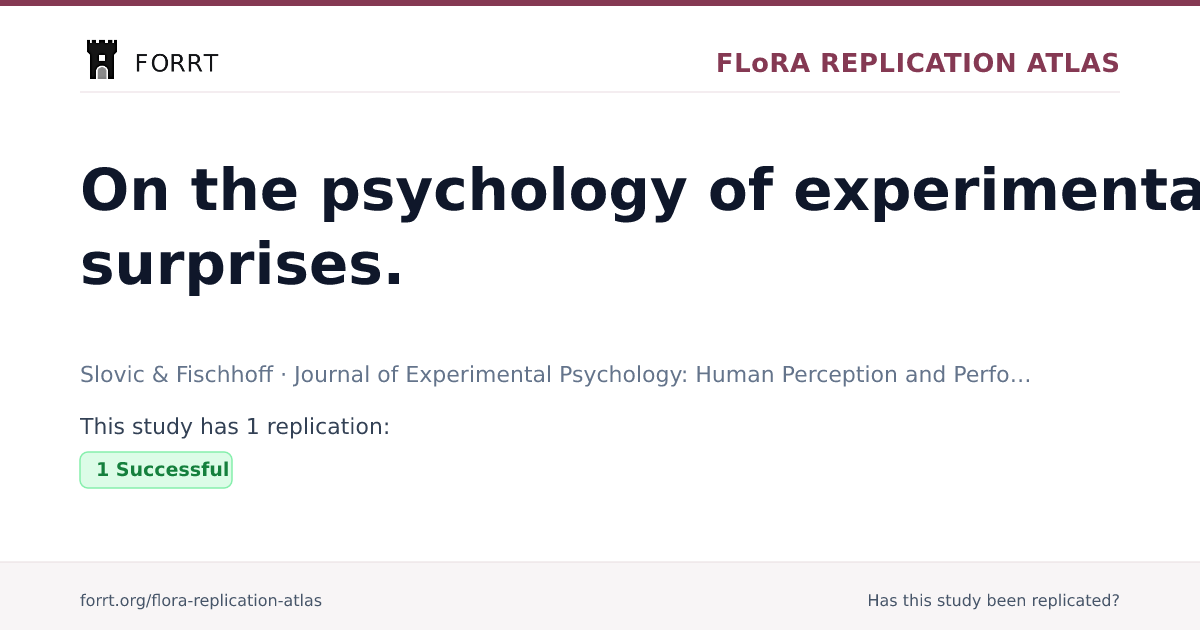 FORRT
FLoRA REPLICATION ATLAS
On the psychology of experimenta
surprises.
Slovic & Fischhoff · Journal of Experimental Psychology: Human Perception and Perfo…
This study has 1 replication:
1 Successful
forrt.org/flora-replication-atlas
Has this study been replicated?